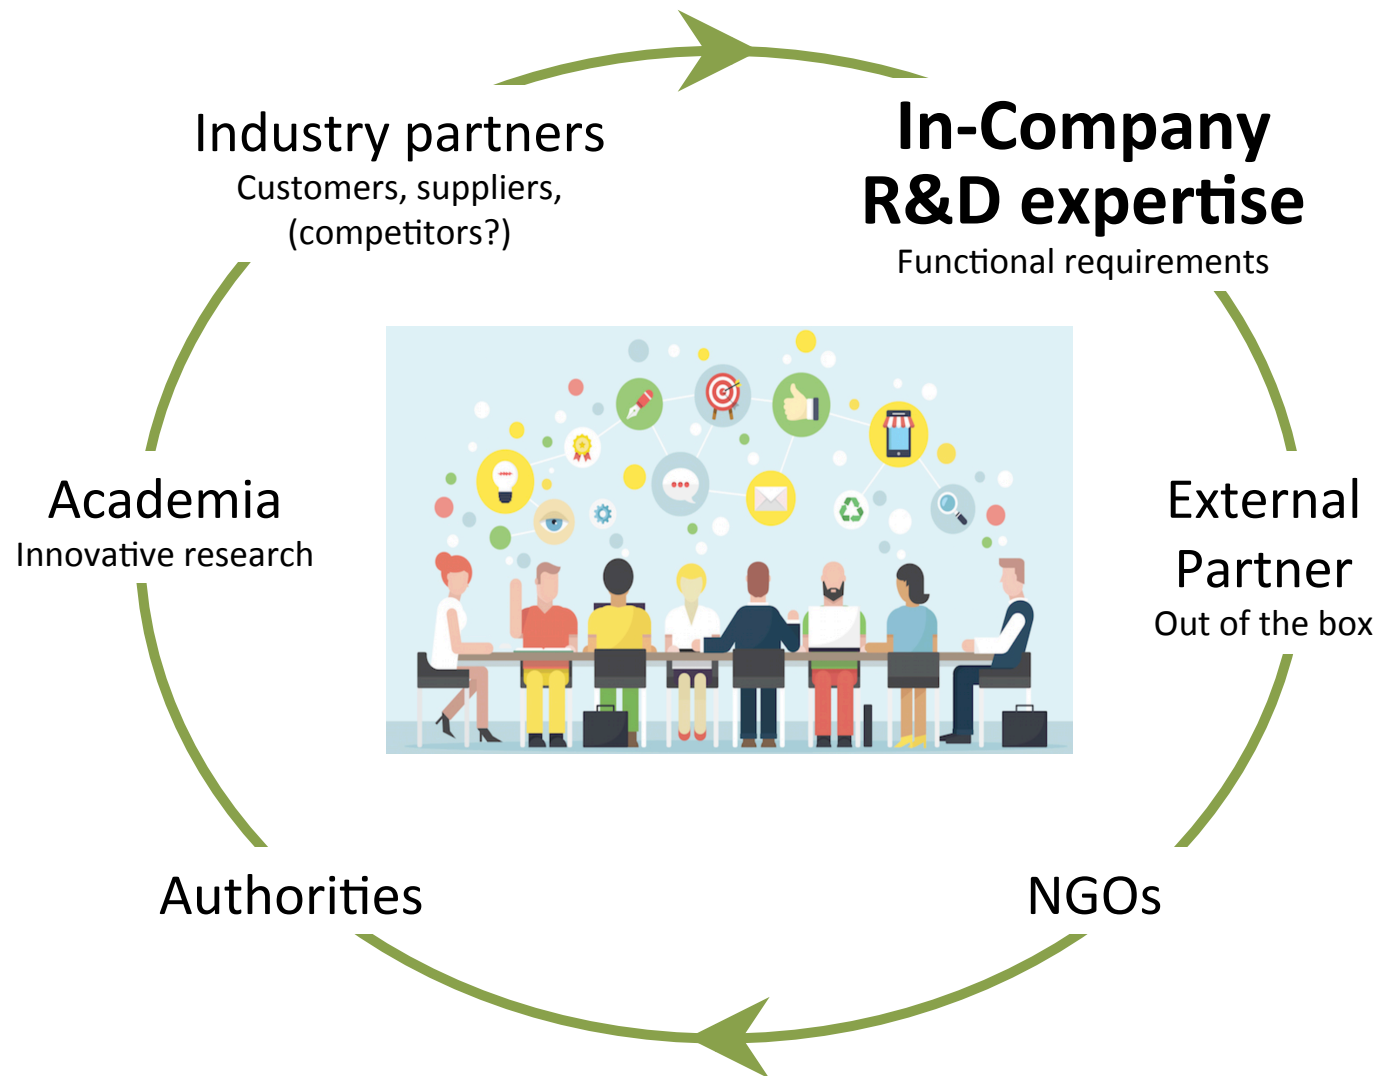 Industry partners
Customers, suppliers,
(competitors?)
In-Company
R&D expertise
Functional requirements
Academia
Innovative research
External
Partner
Out of the box
Authorities
NGOs